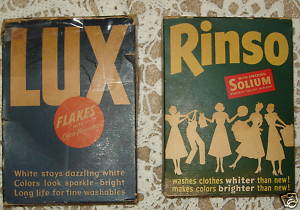 LUX
FLAKES
White stays dazzling white
Colors look sparkle-bright
Long life for fine washables
Rinso
SOLIUM
washes clothes whiter than new!
makes colors brighter than new!